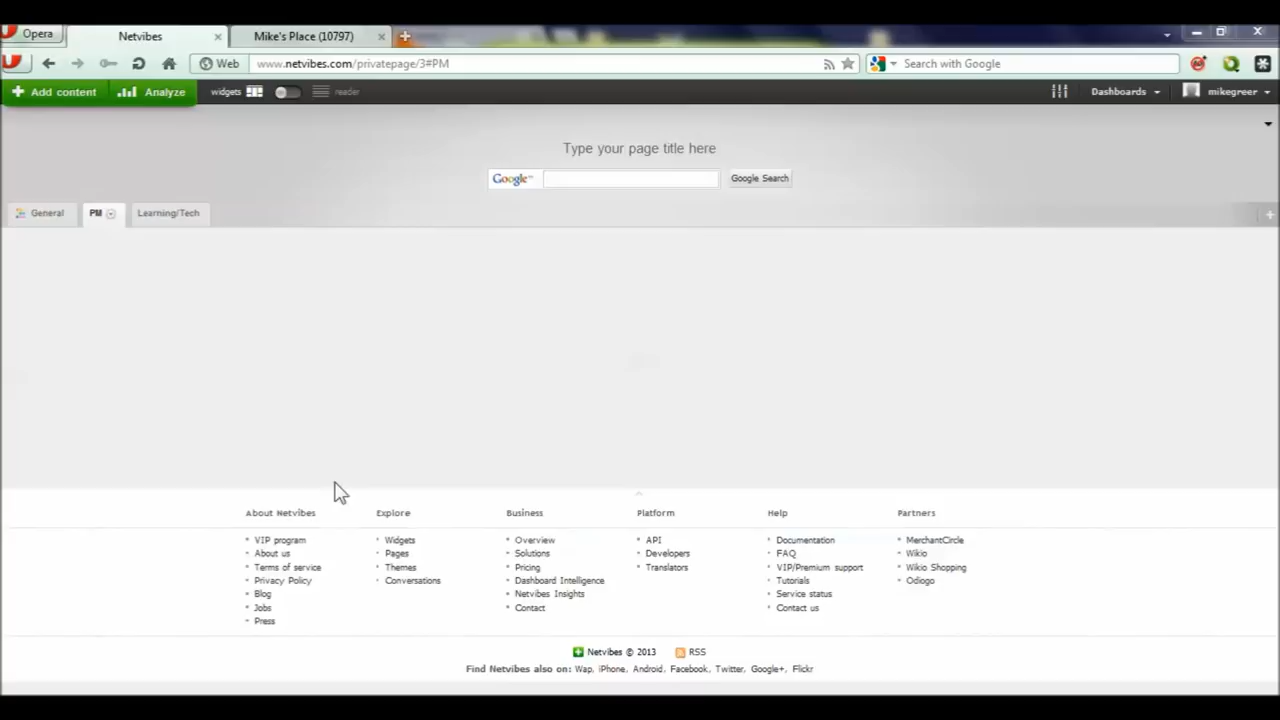 Opera Netvibes Mike's Place (10797)
Web www.netvibes.com/privatepage/3#PM Search with Google
Add content Analyze widgets reader Dashboards mikegreer
Type your page title here
Google™ Google Search
General PM Learning/Tech
About Netvibes Explore Business Platform Help Partners
VIP program Widgets Overview API Documentation MerchantCircle
About us Pages Solutions Developers FAQ Wikio
Terms of service Themes Pricing Translators VIP/Premium support Wikio Shopping
Privacy Policy Conversations Dashboard Intelligence Tutorials Odiogo
Blog Netvibes Insights Service status
Jobs Contact Contact us
Press
Netvibes © 2013 RSS
Find Netvibes also on: Wap, iPhone, Android, Facebook, Twitter, Google+, Flickr